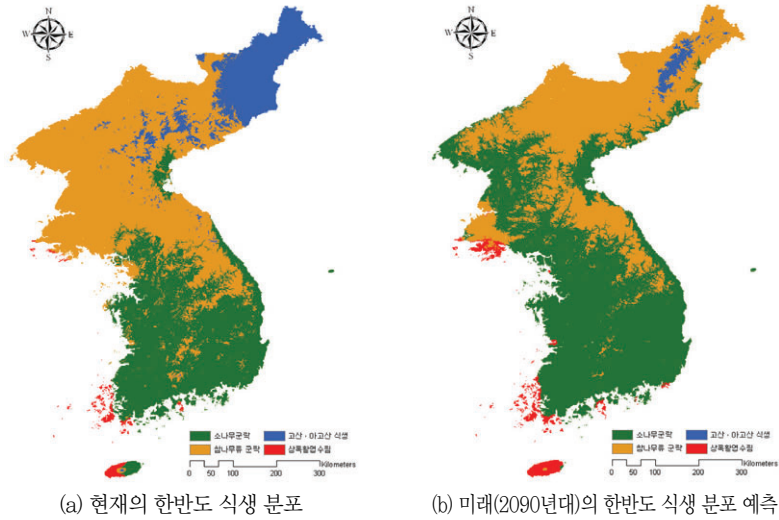 N
W E
S
N
W E
S
소나무군락 고산·아고산 식생
참나무류 군락 상록활엽수림
0 50 100 200 300
Kilometers
소나무군락 고산·아고산 식생
참나무류 군락 상록활엽수림
0 50 100 200 300
Kilometers
(a) 현재의 한반도 식생 분포
(b) 미래(2090년대)의 한반도 식생 분포 예측